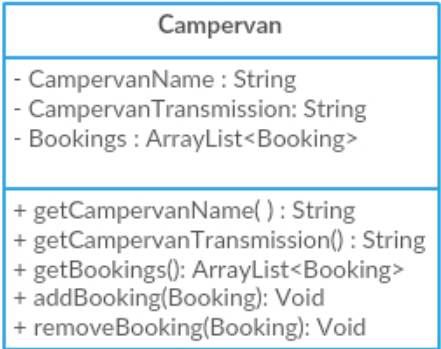 Campervan
- CampervanName : String
- CampervanTransmission: String
- Bookings : ArrayList<Booking>
+ getCampervanName( ) : String
+ getCampervanTransmission() : String
+ getBookings(): ArrayList<Booking>
+ addBooking(Booking): Void
+ removeBooking(Booking): Void